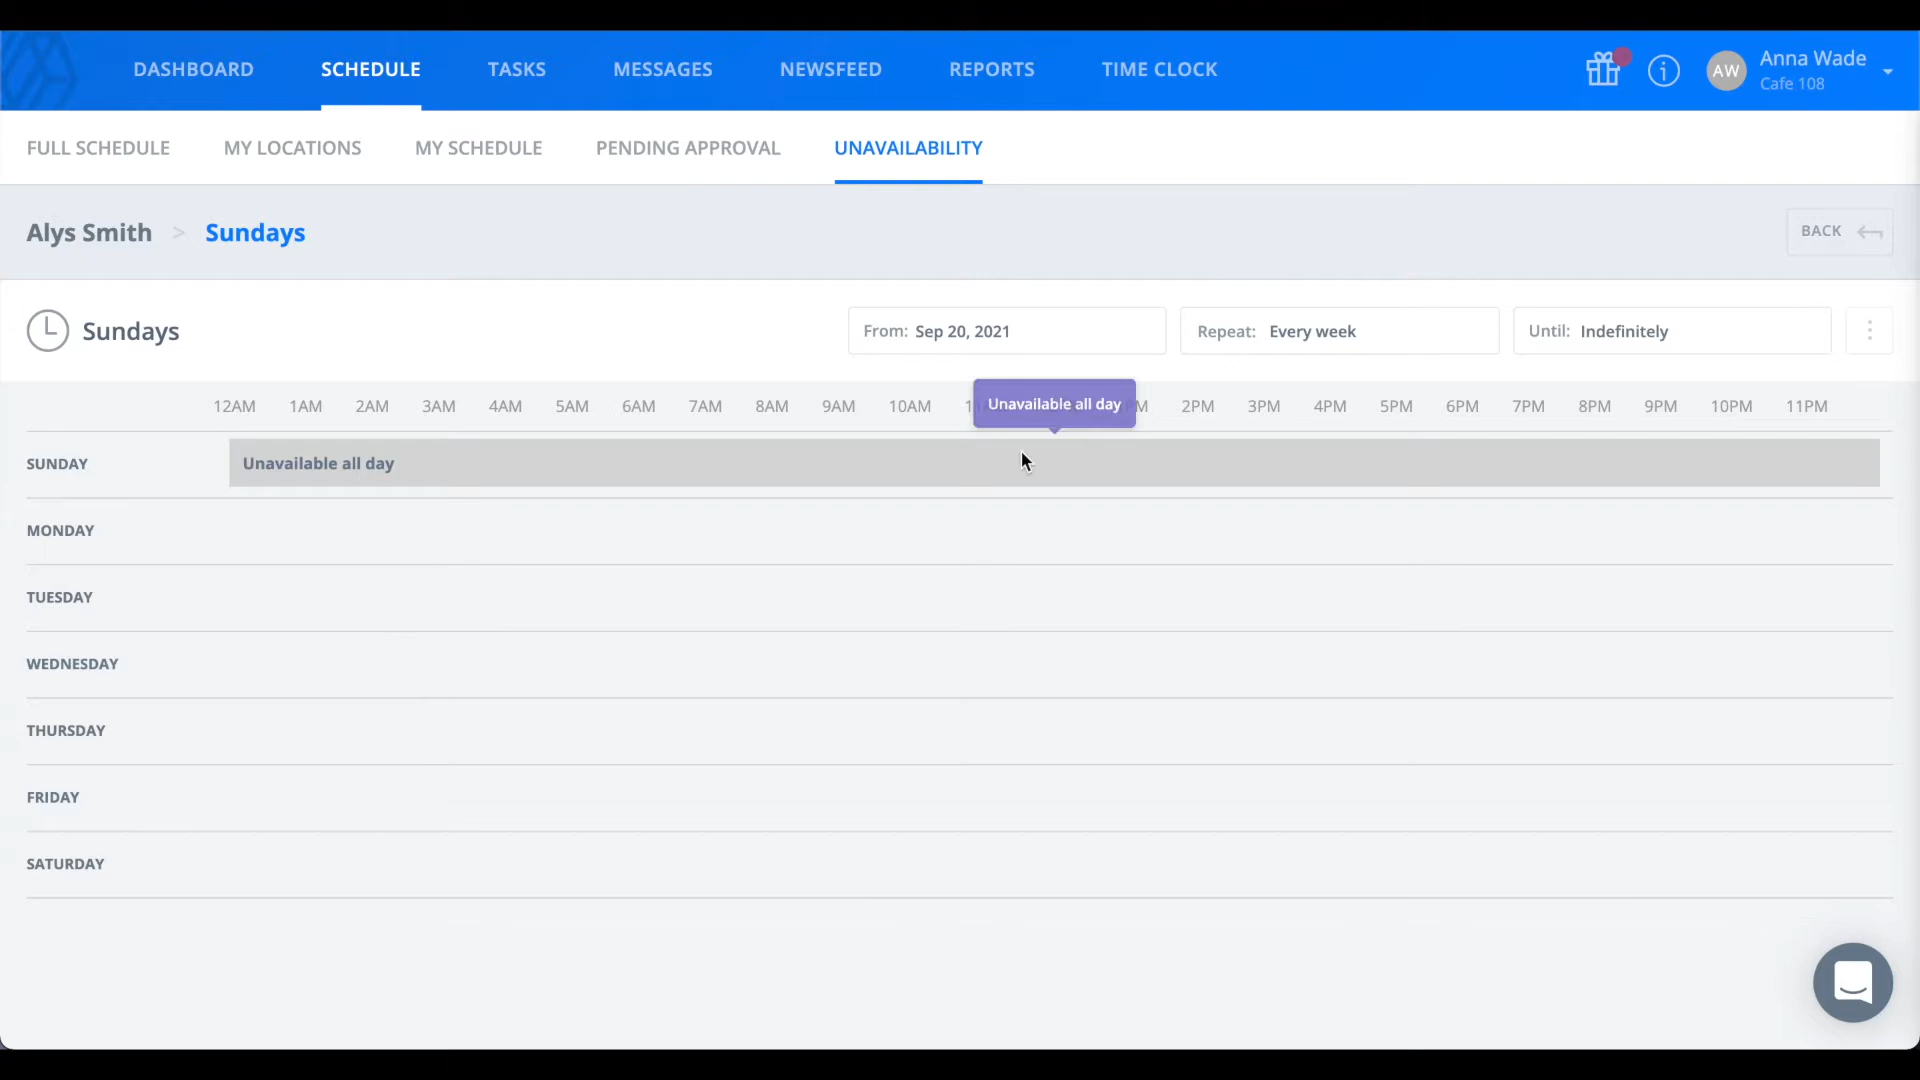 DASHBOARD SCHEDULE TASKS MESSAGES NEWSFEED REPORTS TIME CLOCK
AW Anna Wade
Cafe 108
FULL SCHEDULE MY LOCATIONS MY SCHEDULE PENDING APPROVAL UNAVAILABILITY
Alys Smith > Sundays BACK
Sundays From: Sep 20, 2021 Repeat: Every week Until: Indefinitely
12AM 1AM 2AM 3AM 4AM 5AM 6AM 7AM 8AM 9AM 10AM Unavailable all day 2PM 3PM 4PM 5PM 6PM 7PM 8PM 9PM 10PM 11PM
SUNDAY Unavailable all day
MONDAY
TUESDAY
WEDNESDAY
THURSDAY
FRIDAY
SATURDAY